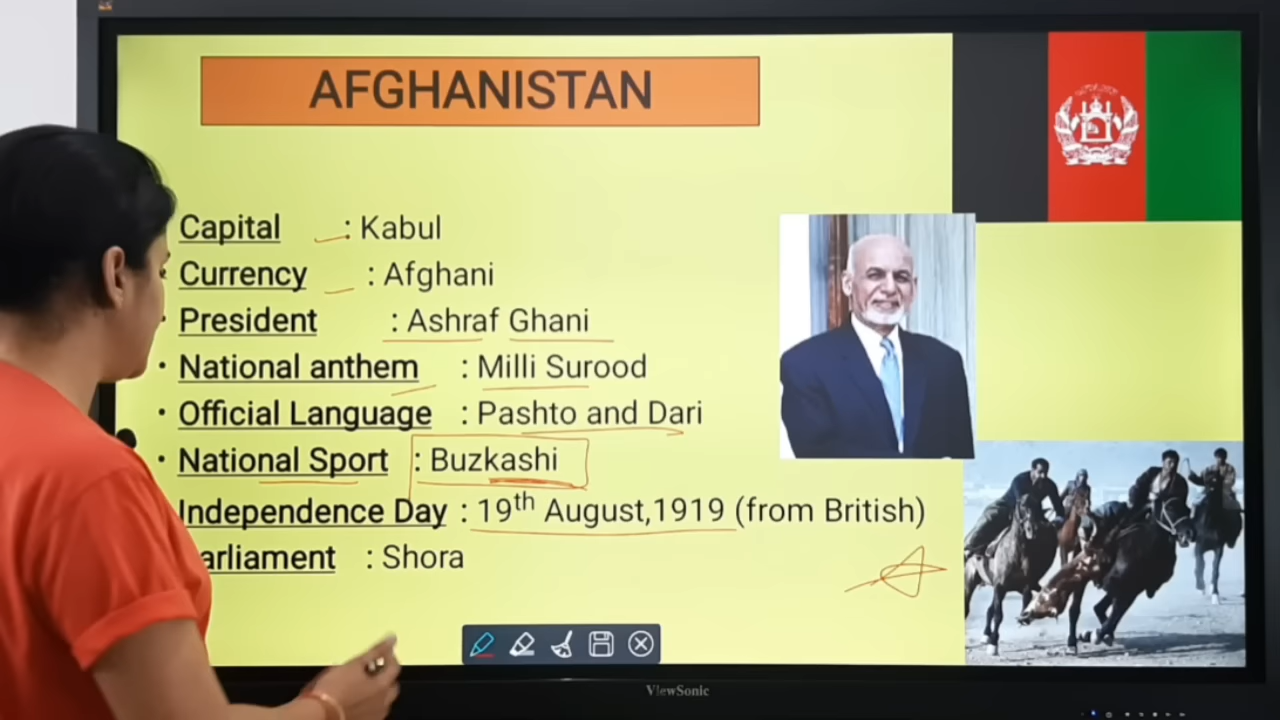 AFGHANISTAN
Capital : Kabul
Currency : Afghani
President : Ashraf Ghani
• National anthem : Milli Surood
• Official Language : Pashto and Dari
• National Sport : Buzkashi
Independence Day : 19th August,1919 (from British)
arliament : Shora
ViewSonic